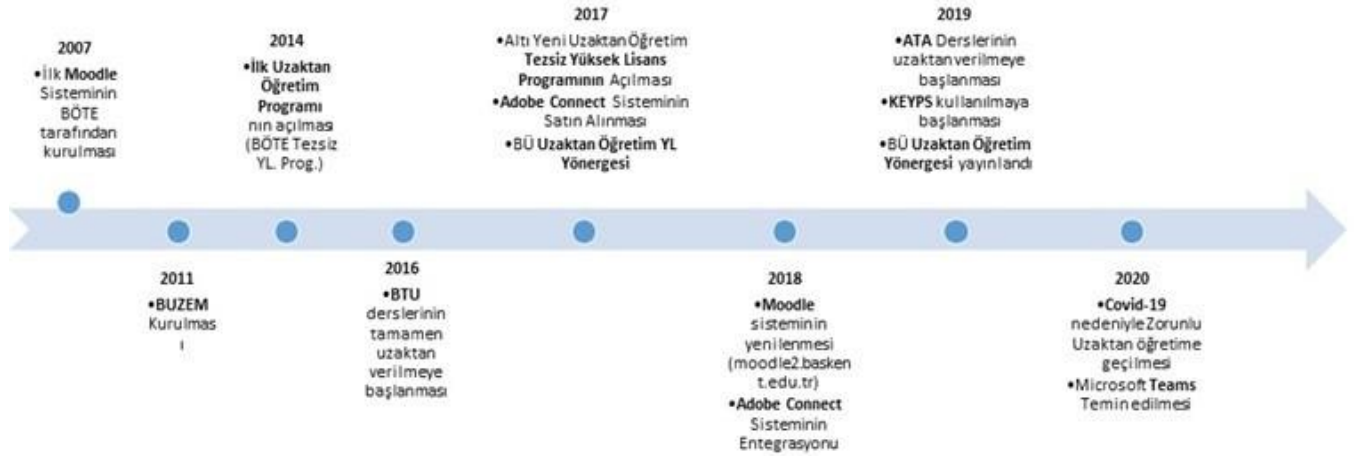 2007
•İlk Moodle
Sisteminin
BÖTE
tarafından
kurulması
2011
•BUZEM
Kurulmas
ı
2014
•İlk Uzaktan
Öğretim
Programı
nın açılması
(BÖTE Tezsiz
YL. Prog.)
2016
•BTU
derslerinin
tamamen
uzaktan
verilmeye
başlanması
2017
•Altı Yeni Uzaktan Öğretim
Tezsiz Yüksek Lisans
Programının Açılması
•Adobe Connect Sisteminin
Satın Alınması
•BÜ Uzaktan Öğretim YL
Yönergesi
2018
•Moodle
sisteminin
yenilenmesi
(moodle2.basken
t.edu.tr)
•Adobe Connect
Sisteminin
Entegrasyonu
2019
•ATA Derslerinin
uzaktan verilmeye
başlanması
•KEYPS kullanılmaya
başlanması
•BÜ Uzaktan Öğretim
Yönergesi yayınlandı
2020
•Covid-19
nedeniyle Zorunlu
Uzaktan öğretime
geçilmesi
•Microsoft Teams
Temin edilmesi